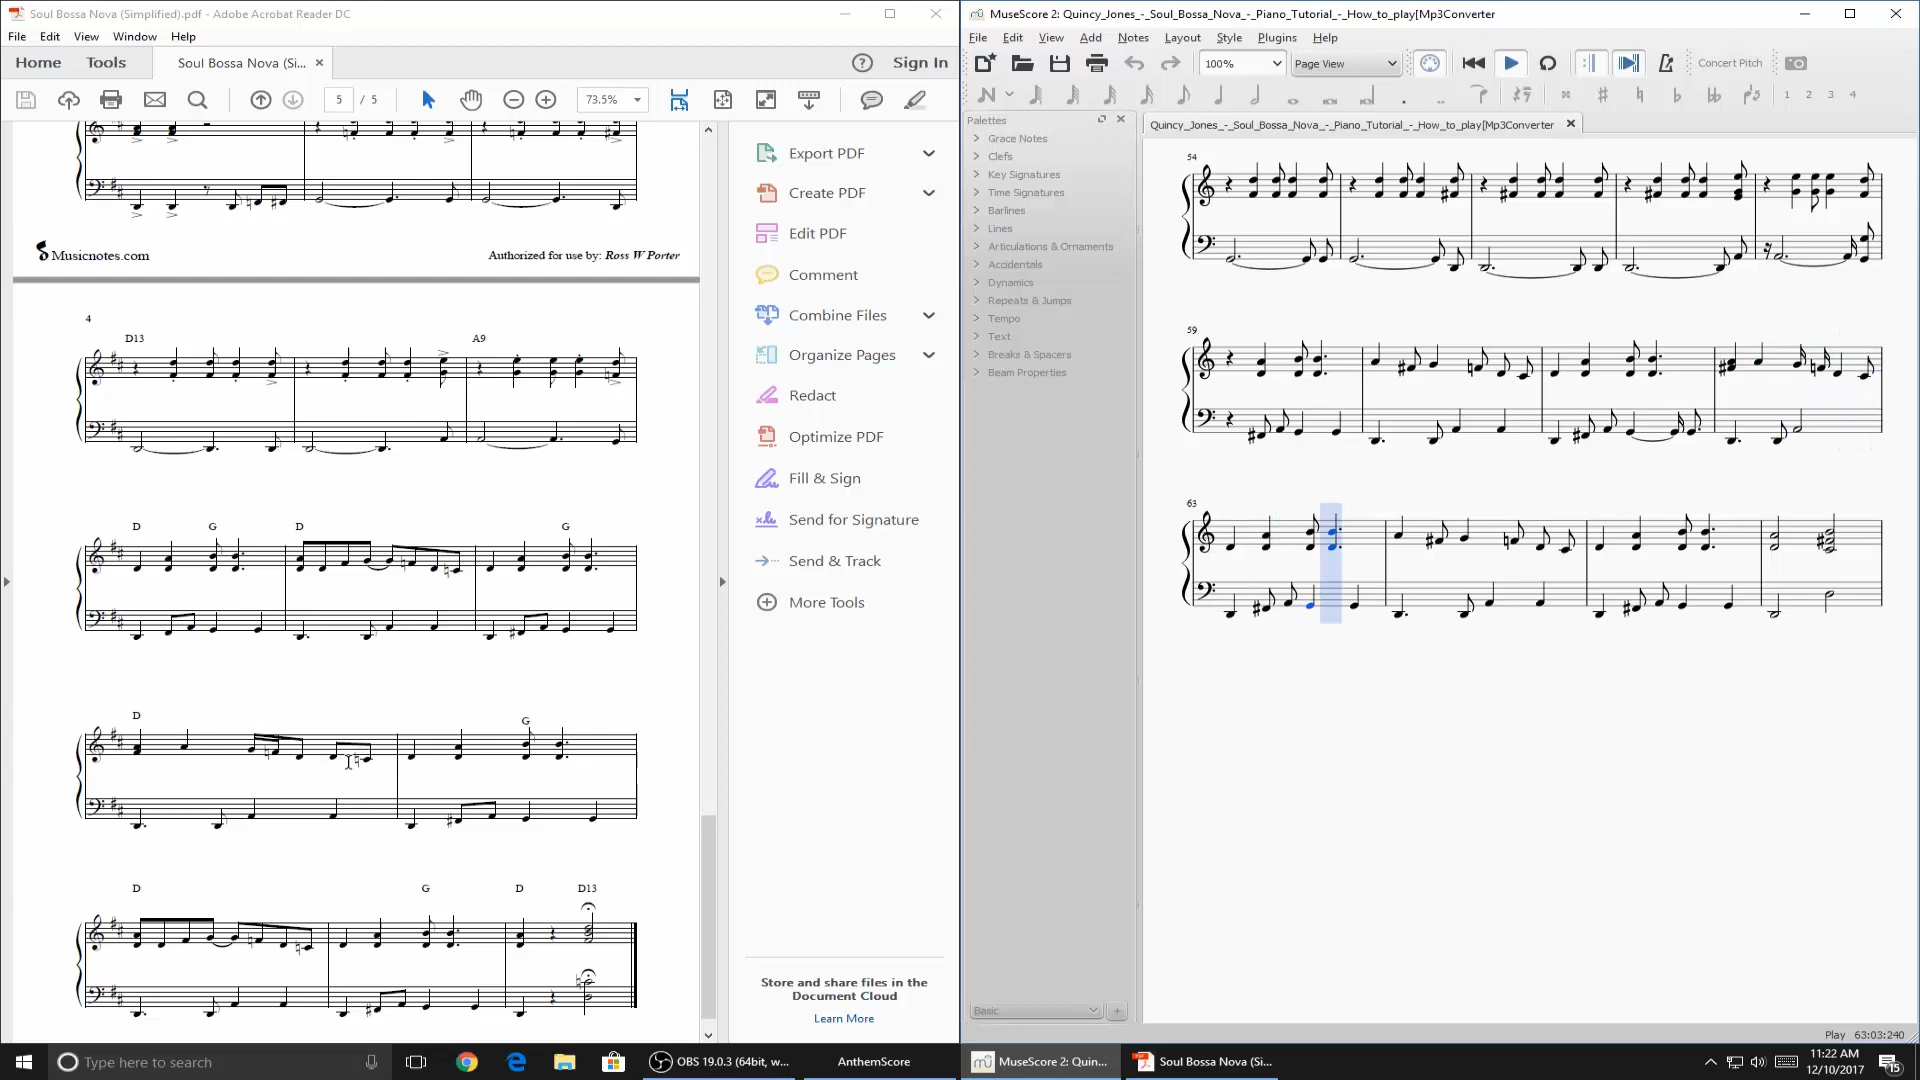 Soul Bossa Nova (Simplified).pdf - Adobe Acrobat Reader DC
File Edit View Window Help
Home Tools Soul Bossa Nova (Si... Sign In
5 / 5 73.5%
Musicnotes.com
Authorized for use by: Ross W Porter
4
D13 A9
D G D G
D G
D G D D13
Export PDF
Create PDF
Edit PDF
Comment
Combine Files
Organize Pages
Redact
Optimize PDF
Fill & Sign
Send for Signature
Send & Track
More Tools
Store and share files in the
Document Cloud
Learn More
MuseScore 2: Quincy_Jones_-_Soul_Bossa_Nova_-_Piano_Tutorial_-_How_to_play[Mp3Converter
File Edit View Add Notes Layout Style Plugins Help
100% Page View Concert Pitch
1 2 3 4
Palettes
Grace Notes
Clefs
Key Signatures
Time Signatures
Barlines
Lines
Articulations & Ornaments
Accidentals
Dynamics
Repeats & Jumps
Tempo
Text
Breaks & Spacers
Beam Properties
Basic
Quincy_Jones_-_Soul_Bossa_Nova_-_Piano_Tutorial_-_How_to_play[Mp3Converter
54
59
63
Play 63:03:240
Type here to search
OBS 19.0.3 (64bit, w...
AnthemScore
MuseScore 2: Quin...
Soul Bossa Nova (Si...
11:22 AM
12/10/2017
15